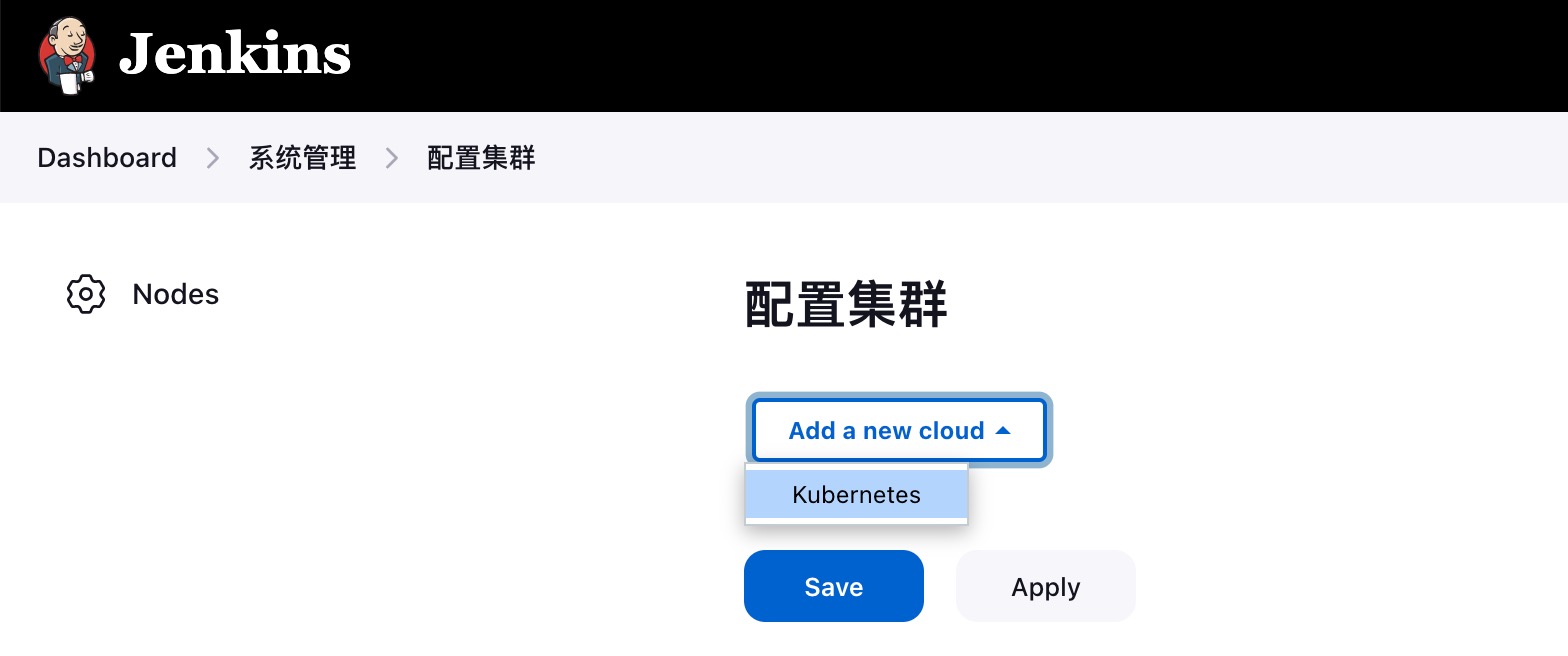 Jenkins
Dashboard 系统管理 配置集群
Nodes
配置集群
Add a new cloud
Kubernetes
Save Apply